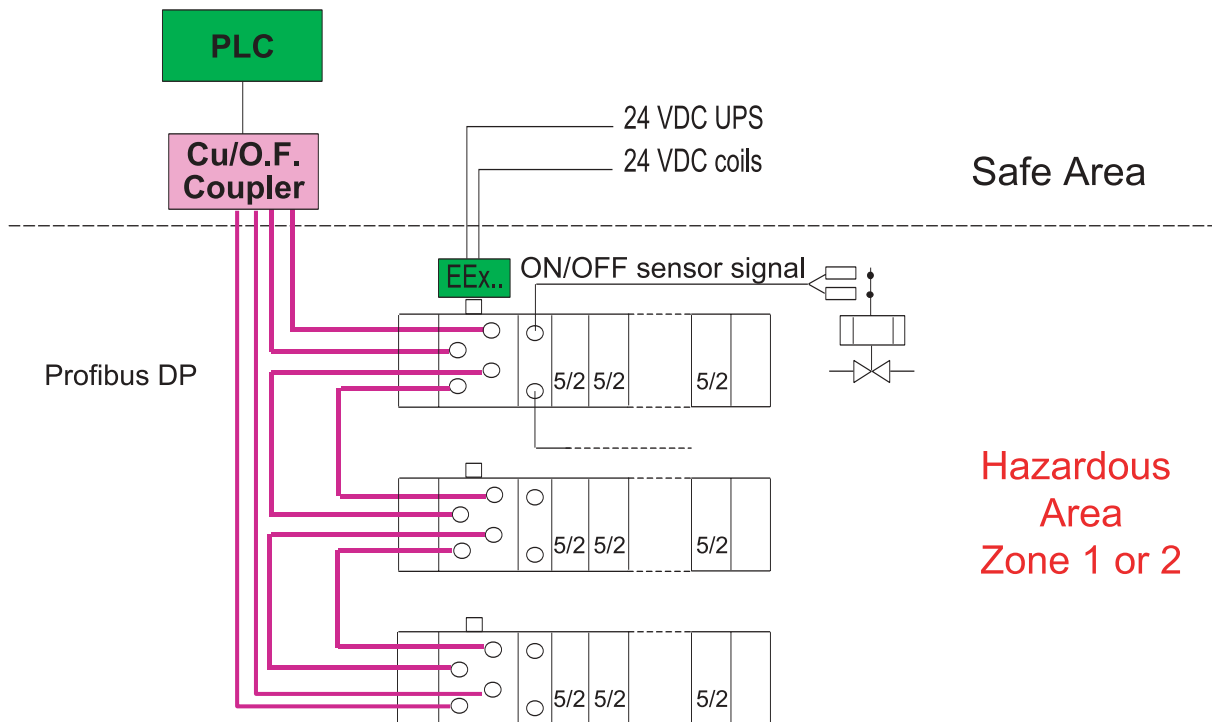 PLC
24 VDC UPS
Cu/O.F.
Coupler
24 VDC coils
Safe Area
EEx..
ON/OFF sensor signal
Profibus DP
5/2 5/2 5/2
Hazardous
Area
Zone 1 or 2
5/2 5/2 5/2
5/2 5/2 5/2